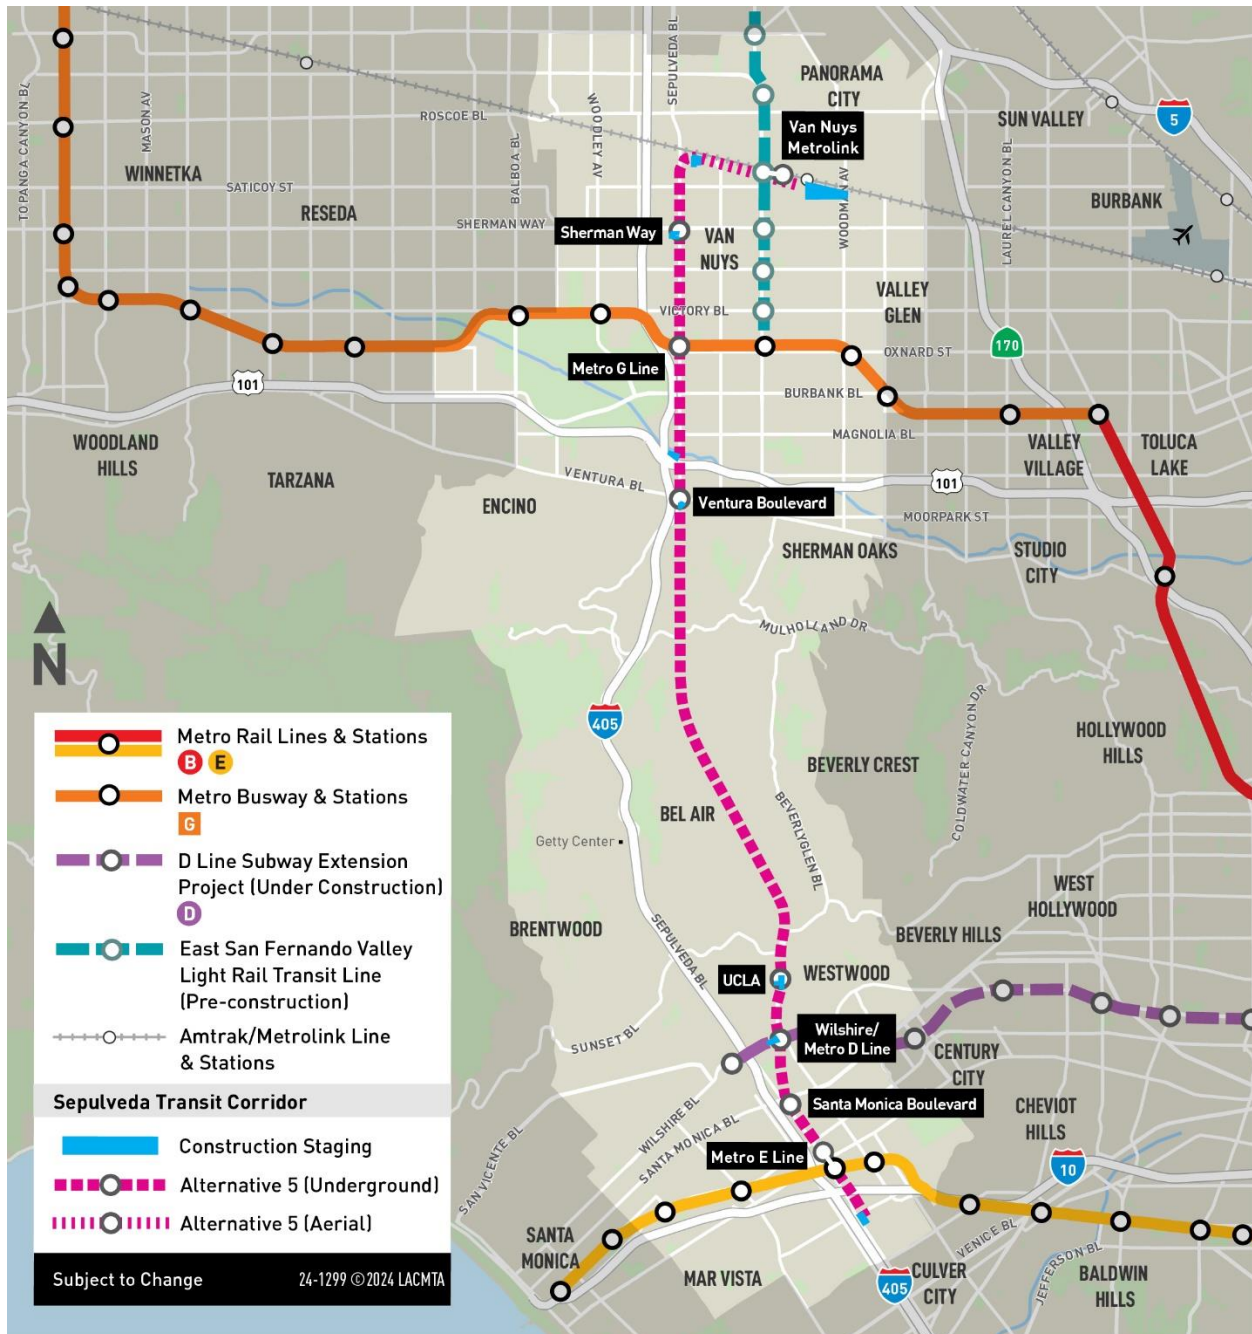 SEPULVEDA BL
PANORAMA
CITY
5
TOPANGA CANYON BL
MASON AV
ROSCOE BL
WOODLEY AV
BALBOA BL
Van Nuys
Metrolink
SUN VALLEY
LAUREL CANYON BL
WINNETKA
SATICOY ST
RESEDA
SHERMAN WAY
Sherman Way
VAN
NUYS
WOODMAN AV
BURBANK
VICTORY BL
VALLEY
GLEN
OXNARD ST
170
Metro G Line
101
BURBANK BL
MAGNOLIA BL
WOODLAND
HILLS
TARZANA
VENTURA BL
VALLEY
VILLAGE
TOLUCA
LAKE
101
ENCINO
Ventura Boulevard
MOORPARK ST
SHERMAN OAKS
STUDIO
CITY
N
MULHOLLAND DR
405
COLDWATER CANYON DR
HOLLYWOOD
HILLS
BEVERLY CREST
BEL AIR
BEVERLYGLEN BL
Getty Center
WEST
HOLLYWOOD
BRENTWOOD
SEPULVEDA BL
BEVERLY HILLS
UCLA
WESTWOOD
SUNSET BL
Wilshire/
Metro D Line
CENTURY
CITY
Santa Monica Boulevard
CHEVIOT
HILLS
WILSHIRE BL
SANTA MONICA BL
Metro E Line
10
SAN VICENTE BL
SANTA
MONICA
VENICE BL
JEFFERSON BL
MAR VISTA
405
CULVER
CITY
BALDWIN
HILLS
Metro Rail Lines & Stations
B E
Metro Busway & Stations
G
D Line Subway Extension
Project (Under Construction)
D
East San Fernando Valley
Light Rail Transit Line
(Pre-construction)
Amtrak/Metrolink Line
& Stations
Sepulveda Transit Corridor
Construction Staging
Alternative 5 (Underground)
Alternative 5 (Aerial)
Subject to Change 24-1299 ©2024 LACMTA